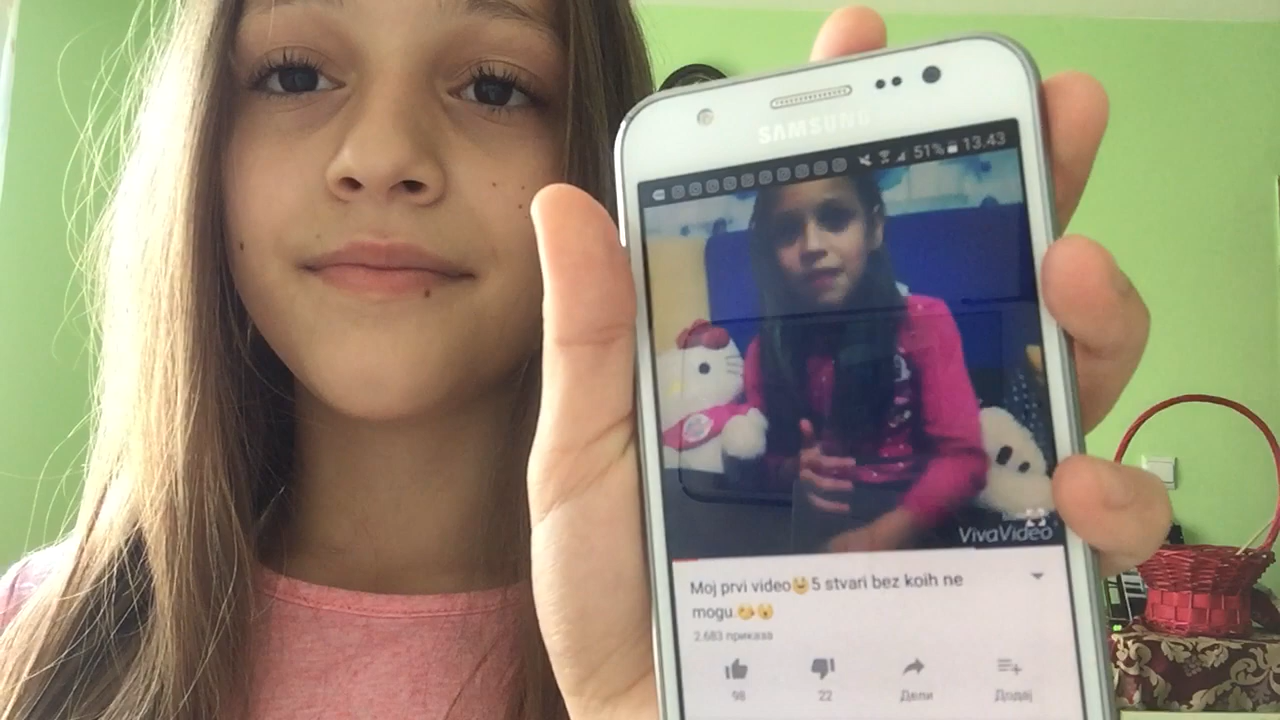 SAMSUNG
51% 13.43
VivaVideo
Moj prvi video😂5 stvari bez koih ne
mogu.😏😮
2.683 приказа
98 22 Дели Додај